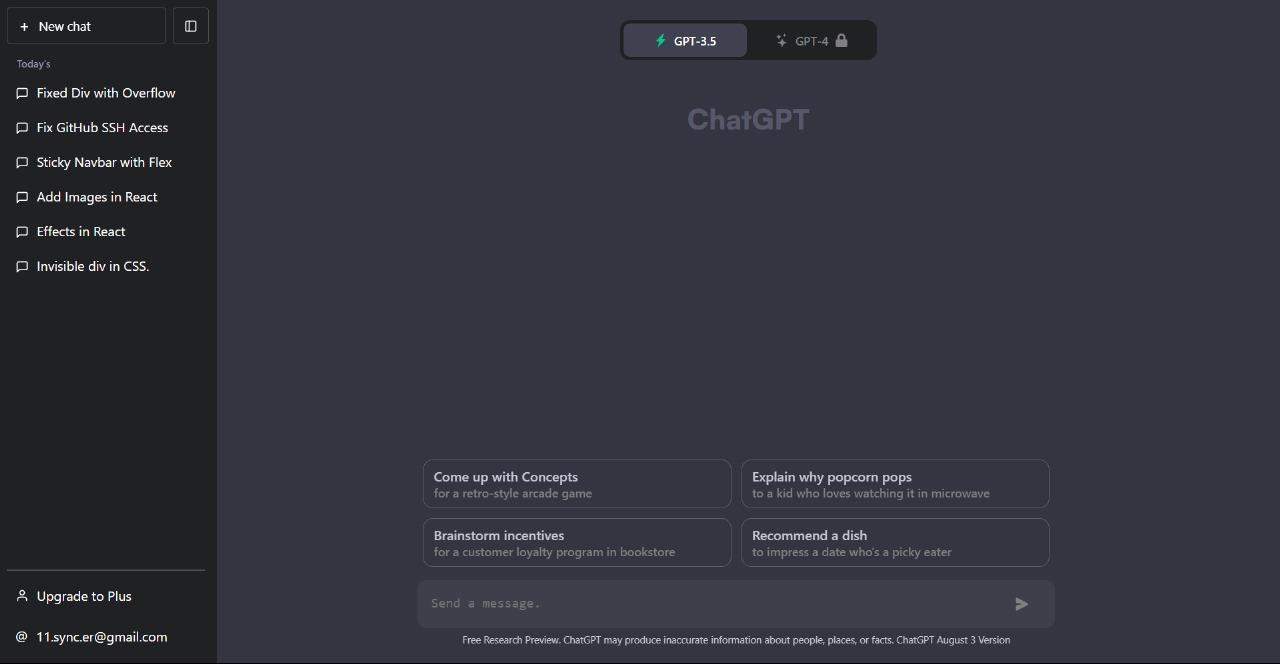 + New chat
Today's
Fixed Div with Overflow
Fix GitHub SSH Access
Sticky Navbar with Flex
Add Images in React
Effects in React
Invisible div in CSS.
Upgrade to Plus
@ 11.sync.er@gmail.com
GPT-3.5
GPT-4
ChatGPT
Come up with Concepts
for a retro-style arcade game
Explain why popcorn pops
to a kid who loves watching it in microwave
Brainstorm incentives
for a customer loyalty program in bookstore
Recommend a dish
to impress a date who's a picky eater
Send a message.
Free Research Preview. ChatGPT may produce inaccurate information about people, places, or facts. ChatGPT August 3 Version